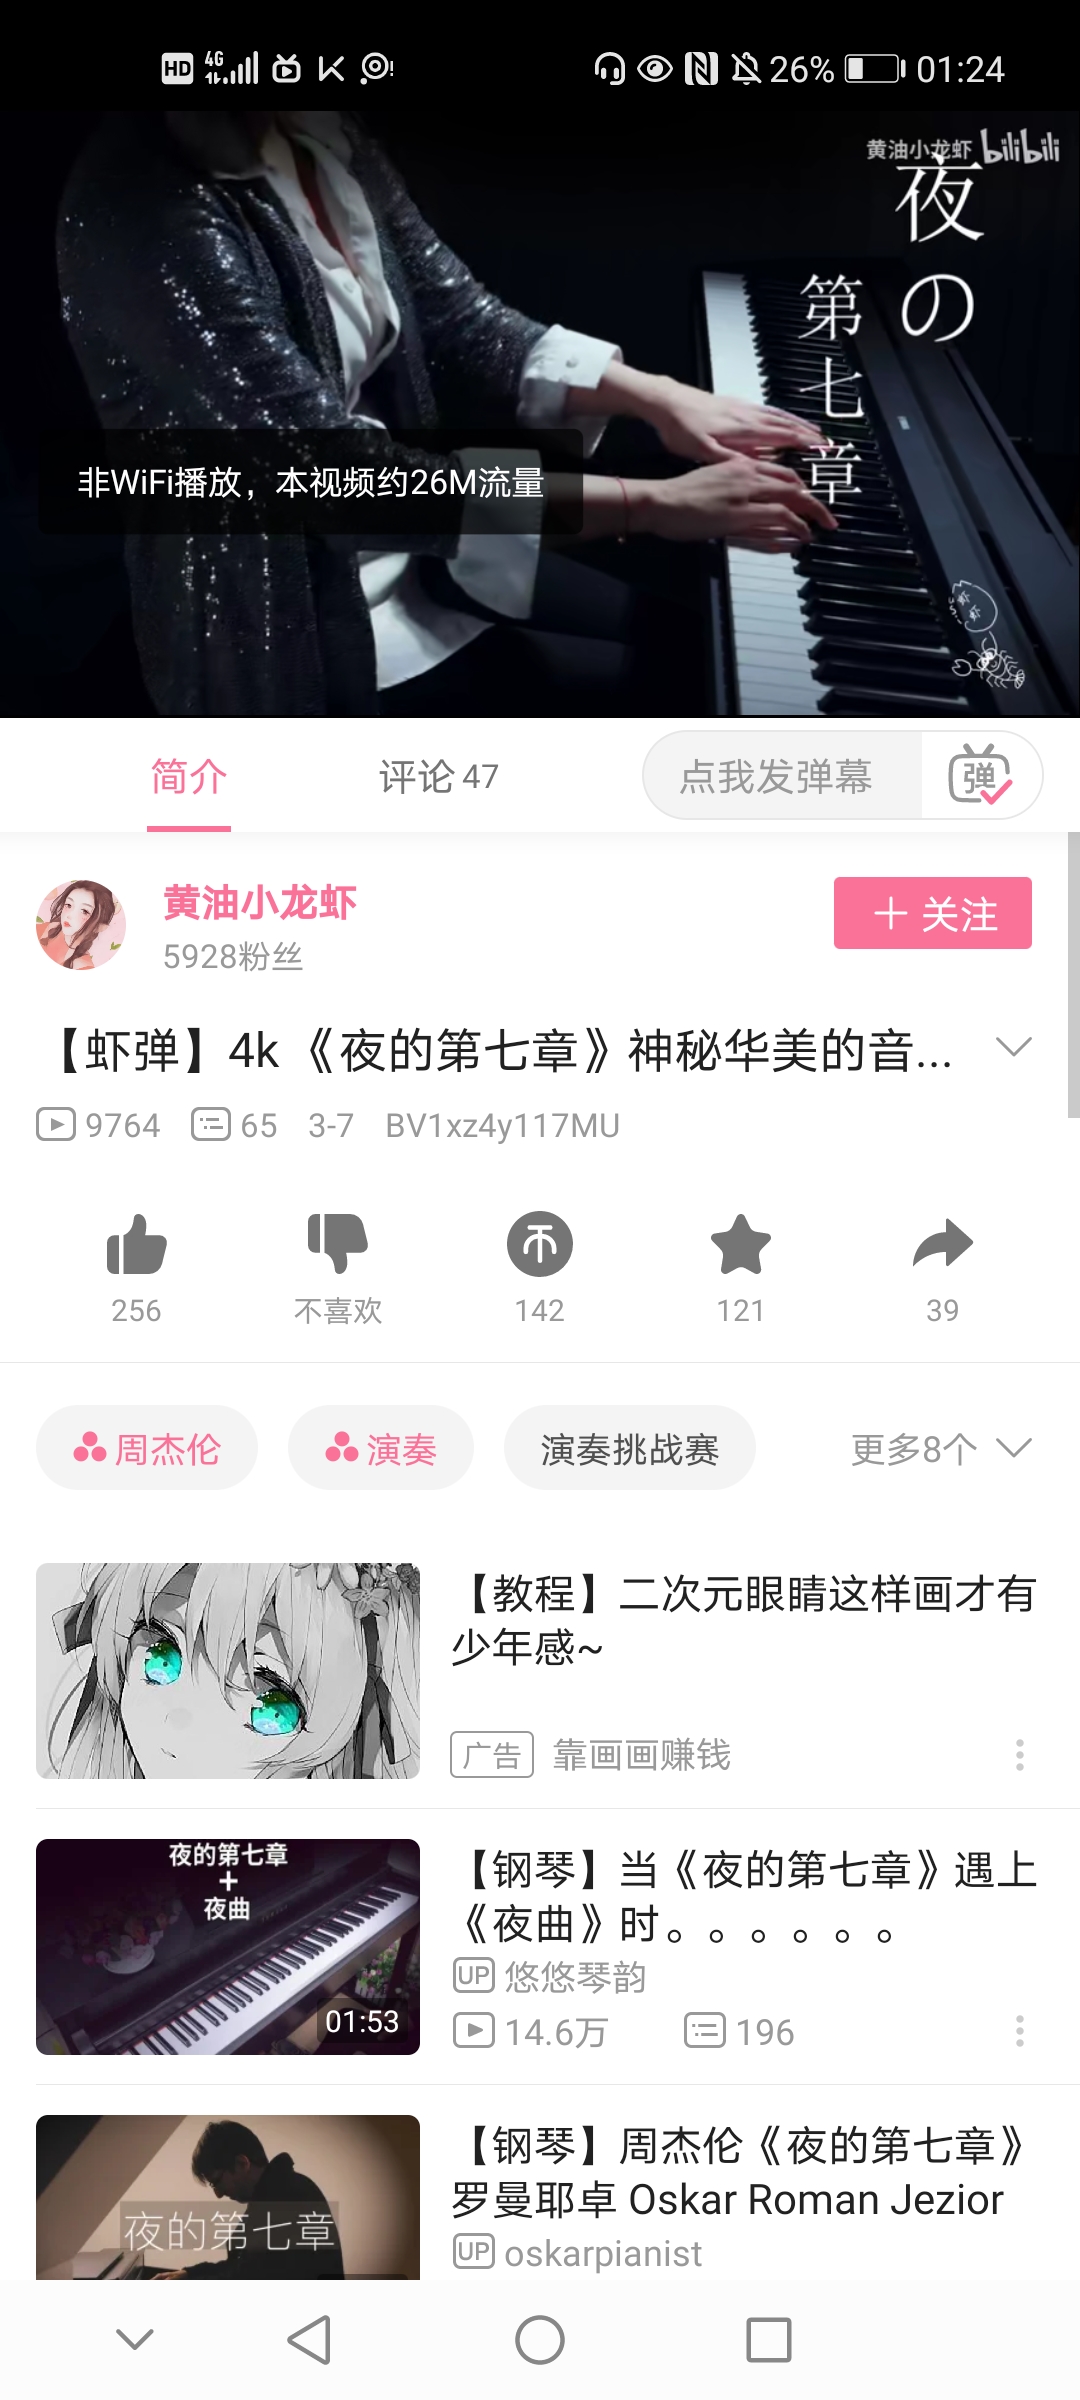 HD 4G 26% 01:24
黄油小龙虾 bilibili
夜の
第七章
非WiFi播放，本视频约26M流量
虾虾
简介 评论 47 点我发弹幕 弹
黄油小龙虾
5928粉丝
关注
【虾弹】4k《夜的第七章》神秘华美的音...
9764 65 3-7 BV1xz4y117MU
256 不喜欢 142 121 39
周杰伦 演奏 演奏挑战赛 更多8个
【教程】二次元眼睛这样画才有
少年感~
广告 靠画画赚钱
夜的第七章
+
夜曲
01:53
【钢琴】当《夜的第七章》遇上
《夜曲》时。。。。。。
UP 悠悠琴韵
14.6万 196
夜的第七章
【钢琴】周杰伦《夜的第七章》
罗曼耶卓 Oskar Roman Jezior
UP oskarpianist